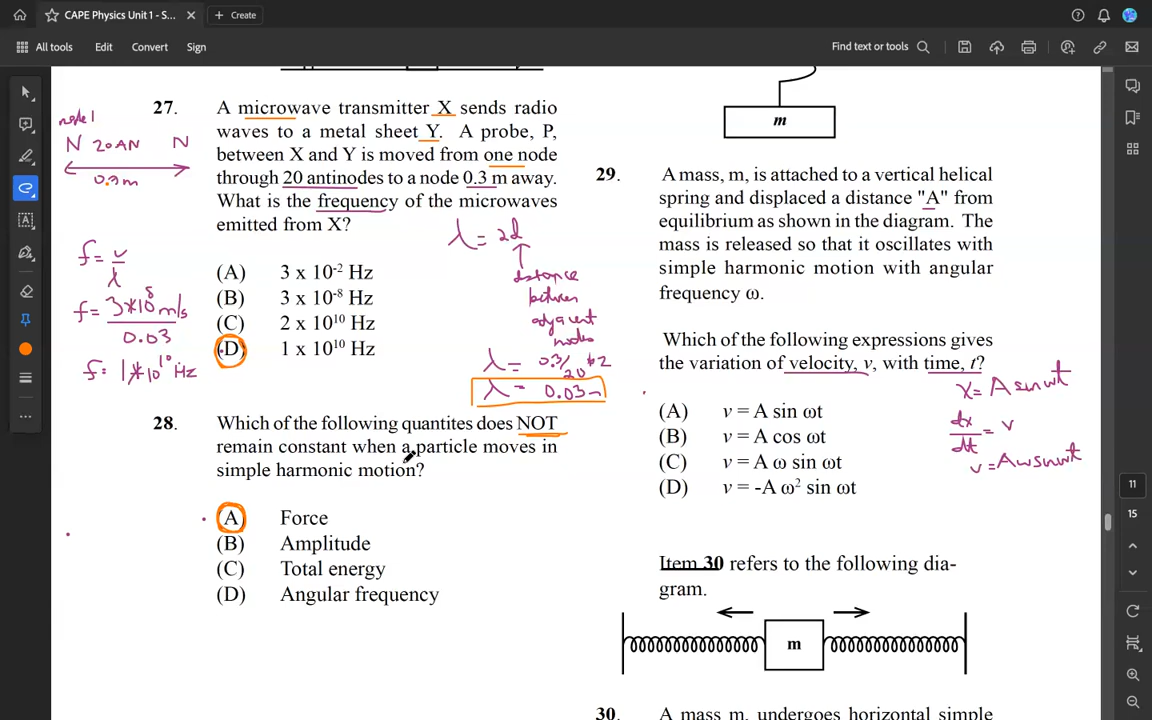 CAPE Physics Unit 1 - S...
Create
All tools
Edit
Convert
Sign
Find text or tools
27.
A microwave transmitter X sends radio
waves to a metal sheet Y. A probe, P,
between X and Y is moved from one node
through 20 antinodes to a node 0.3 m away.
What is the frequency of the microwaves
emitted from X?
(A) 3 x 10⁻² Hz
(B) 3 x 10⁻⁸ Hz
(C) 2 x 10¹⁰ Hz
(D) 1 x 10¹⁰ Hz
node 1
N 20AN N
0.3m
f = v/λ
f = 3*10⁸ m/s
0.03
f = 1*10¹⁰ Hz
λ = 2d
distance
between
adjacent
nodes
λ = 0.3/20 * 2
λ = 0.03m
28.
Which of the following quantites does NOT
remain constant when a particle moves in
simple harmonic motion?
(A) Force
(B) Amplitude
(C) Total energy
(D) Angular frequency
m
29.
A mass, m, is attached to a vertical helical
spring and displaced a distance "A" from
equilibrium as shown in the diagram. The
mass is released so that it oscillates with
simple harmonic motion with angular
frequency ω.
Which of the following expressions gives
the variation of velocity, v, with time, t?
(A) v = A sin ωt
(B) v = A cos ωt
(C) v = A ω sin ωt
(D) v = -A ω² sin ωt
x = A sin ωt
dx/dt = v
v = Aω sin ωt
Item 30 refers to the following dia-
gram.
m
30.
A mass m, undergoes horizontal simple
11
15